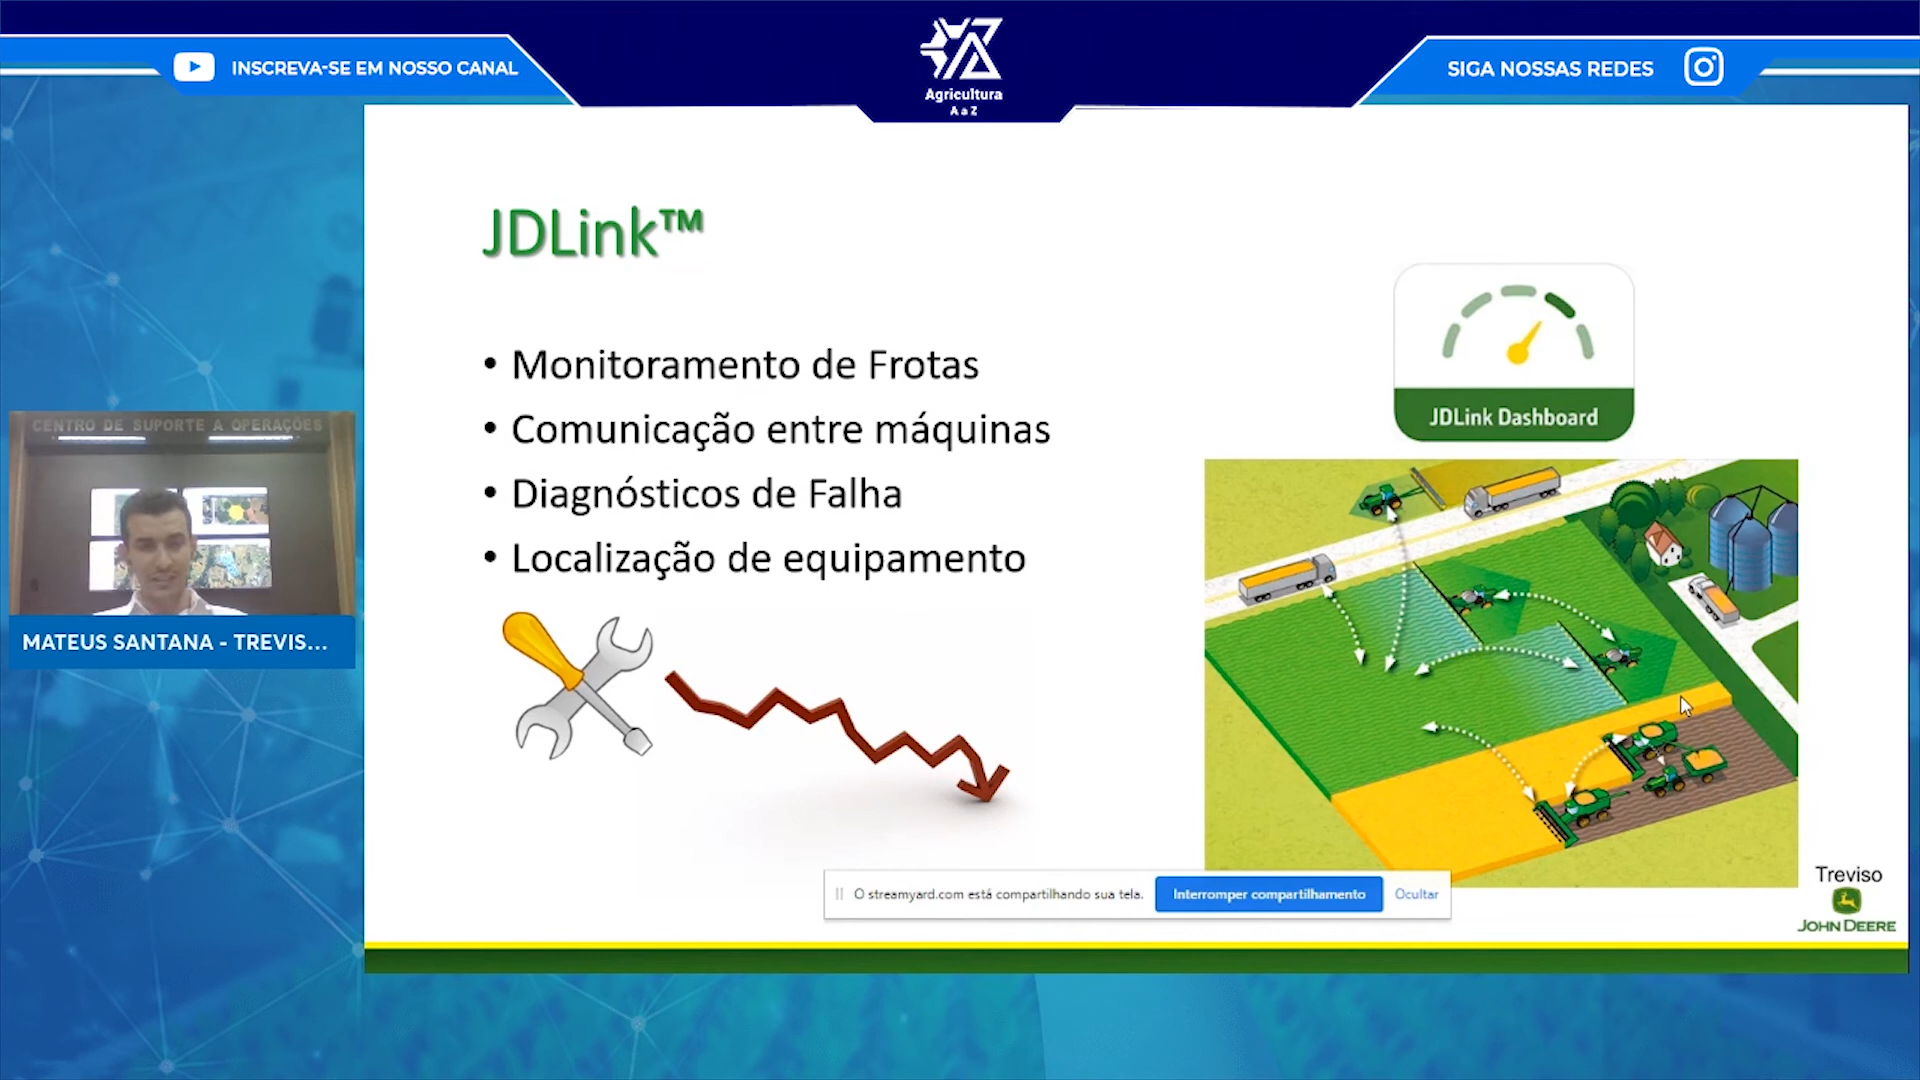 INSCREVA-SE EM NOSSO CANAL
Agricultura
A a Z
SIGA NOSSAS REDES
JDLink™
• Monitoramento de Frotas
• Comunicação entre máquinas
• Diagnósticos de Falha
• Localização de equipamento
JDLink Dashboard
CENTRO DE SUPORTE A OPERAÇÕES
MATEUS SANTANA - TREVIS...
O streamyard.com está compartilhando sua tela.
Interromper compartilhamento
Ocultar
Treviso
JOHN DEERE